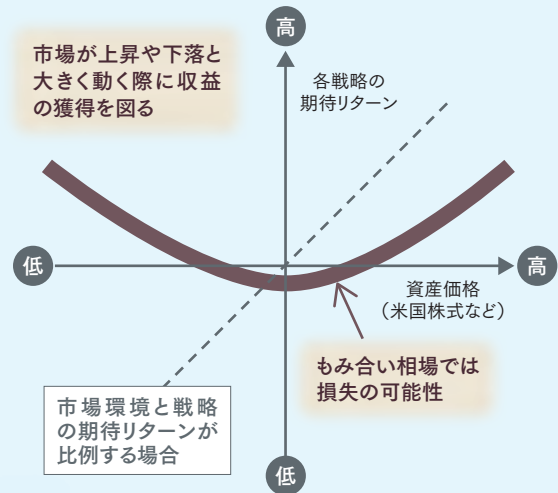 高
市場が上昇や下落と
大きく動く際に収益
の獲得を図る
各戦略の
期待リターン
低
高
資産価格
（米国株式など）
もみ合い相場では
損失の可能性
市場環境と戦略
の期待リターンが
比例する場合
低